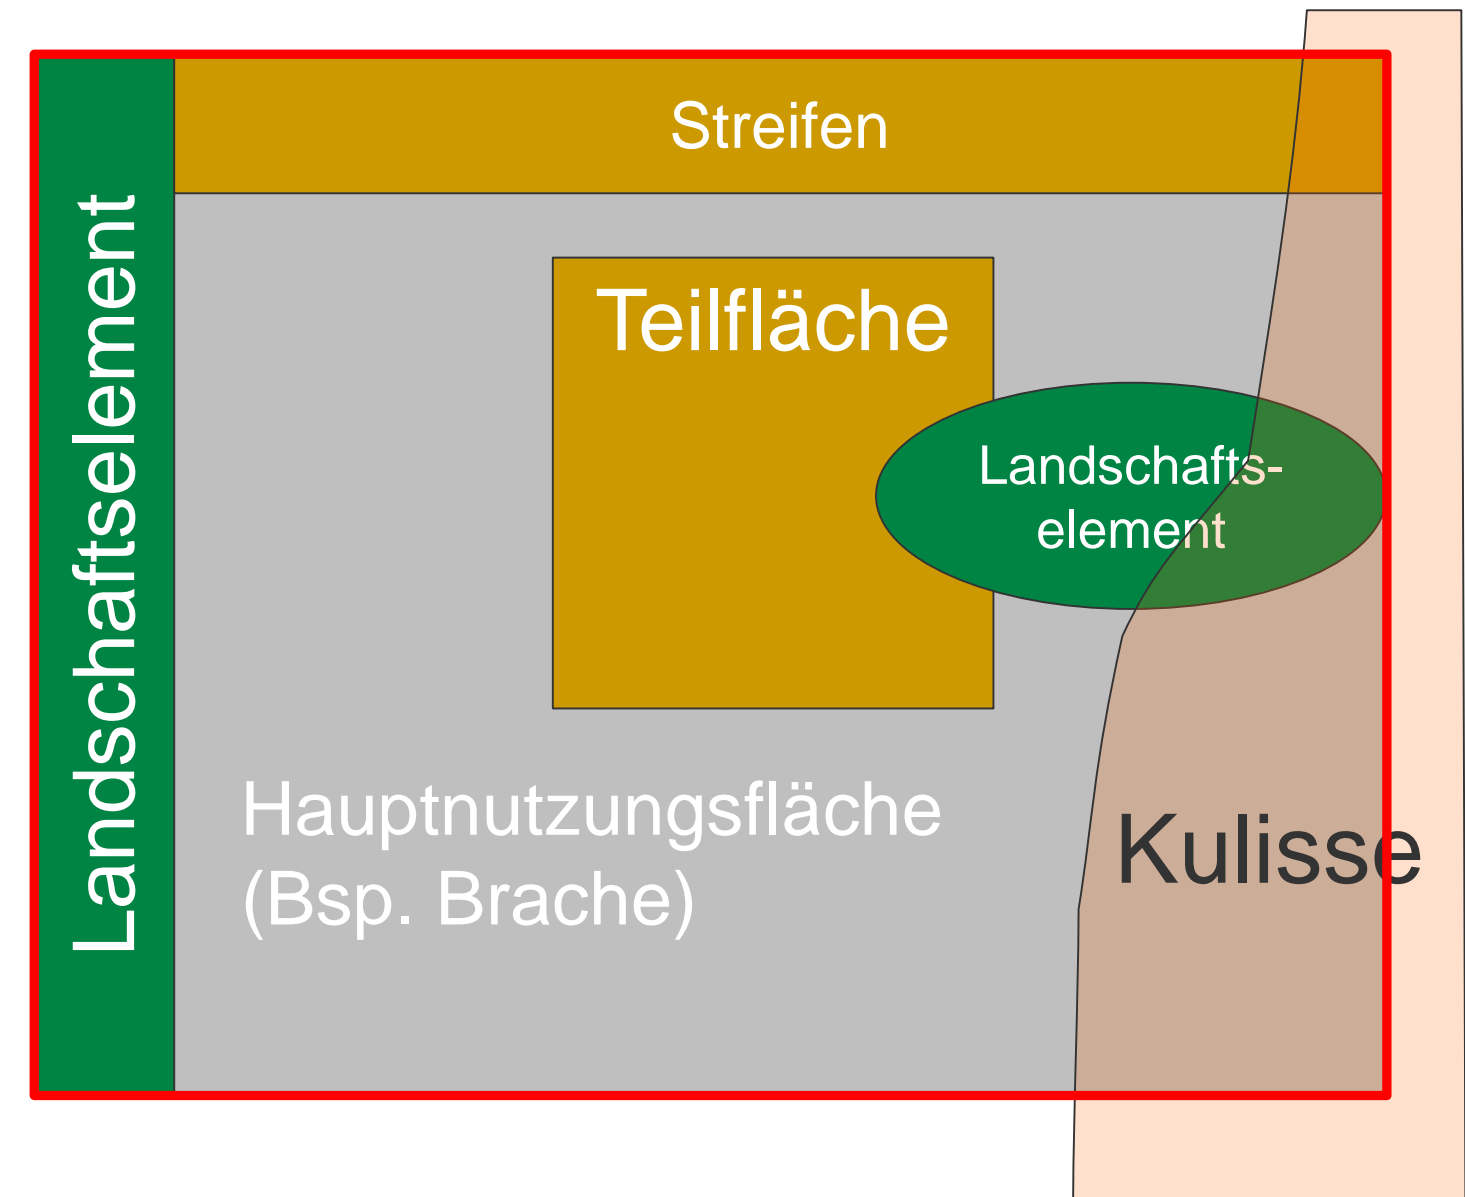 Streifen
Landschaftselement
Teilfläche
Landschafts-
element
Hauptnutzungsfläche
(Bsp. Brache)
Kulisse